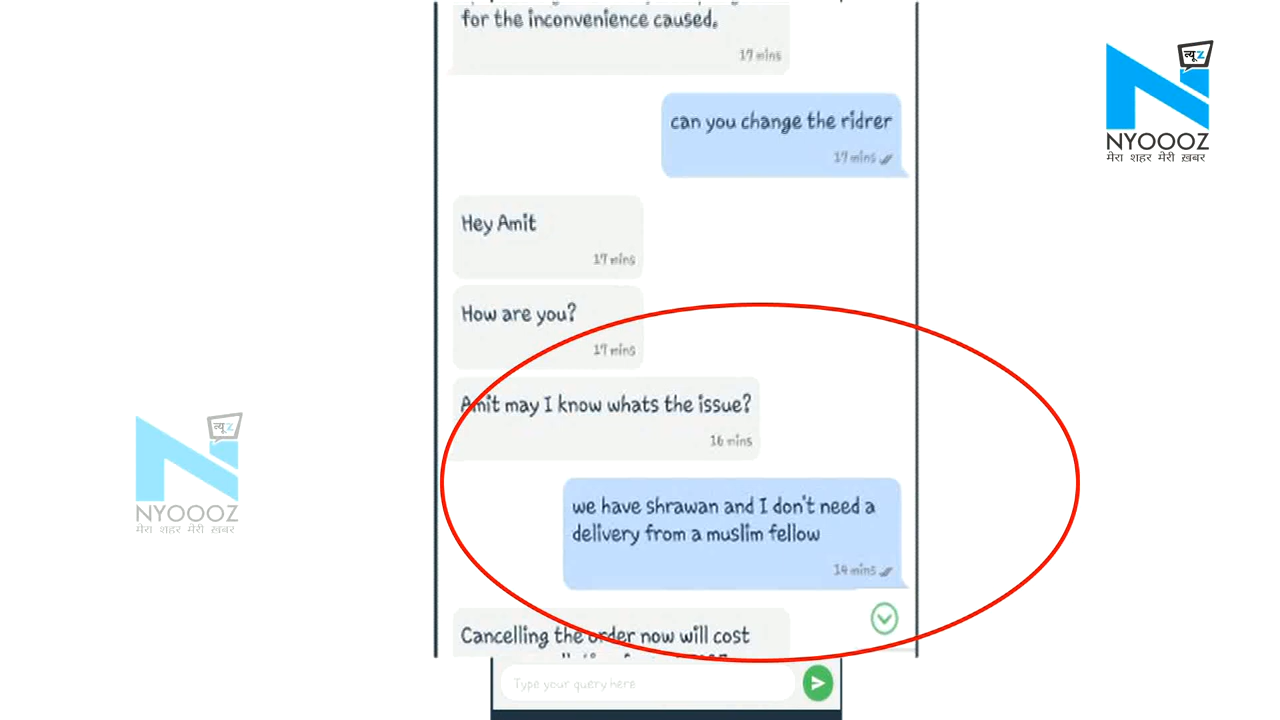 for the inconvenience caused.
17 mins
can you change the ridrer
17 mins
Hey Amit
17 mins
How are you?
17 mins
Amit may I know whats the issue?
16 mins
we have shrawan and I don't need a
delivery from a muslim fellow
14 mins
Cancelling the order now will cost
Type your query here
न्यूz
NYOOOZ
मेरा शहर मेरी ख़बर
न्यूz
NYOOOZ
मेरा शहर मेरी ख़बर